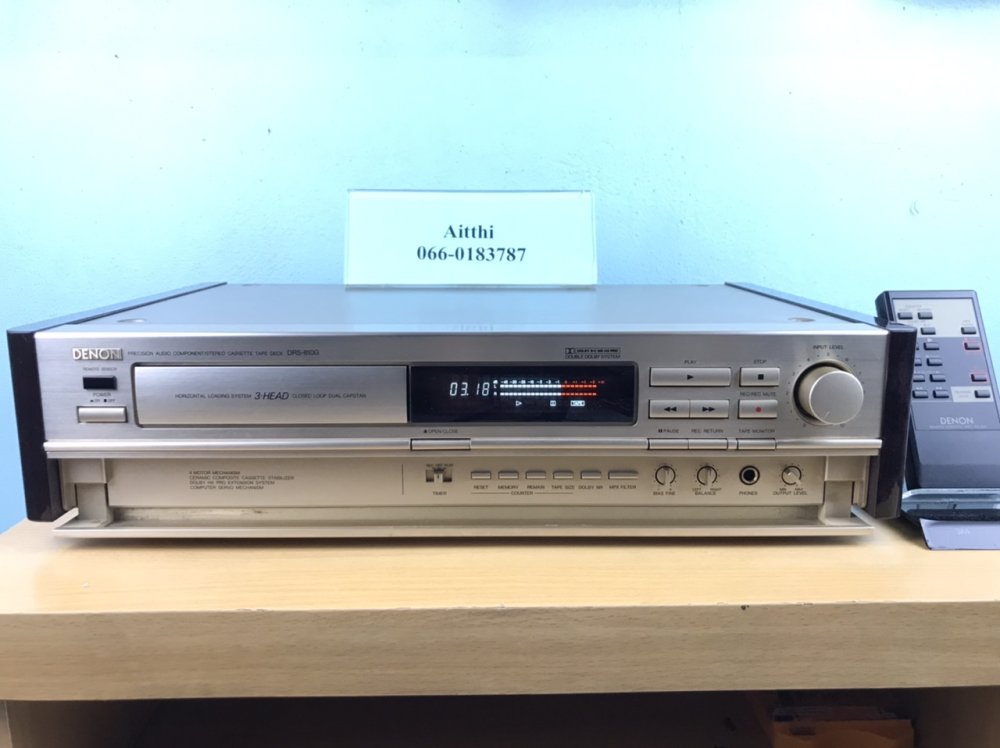 Aitthi
066-0183787
DENON PRECISION AUDIO COMPONENT/STEREO CASSETTE TAPE DECK DRS-810G
REMOTE SENSOR
POWER
ON OFF
HORIZONTAL LOADING SYSTEM 3-HEAD CLOSED LOOP DUAL CAPSTAN
03.18
DOUBLE DOLBY SYSTEM
PLAY
STOP
INPUT LEVEL
REC/REC MUTE
OPEN/CLOSE
PAUSE
REC RETURN
TAPE MONITOR
4 MOTOR MECHANISM
CERAMIC COMPOSITE CASSETTE STABILIZER
DOLBY HX PRO EXTENSION SYSTEM
COMPUTER SERVO MECHANISM
TIMER
RESET
MEMORY
REMAIN
TAPE SIZE
DOLBY NR
MPX FILTER
COUNTER
BIAS FINE
LEFT RIGHT
BALANCE
PHONES
MIN MAX
OUTPUT LEVEL
DENON